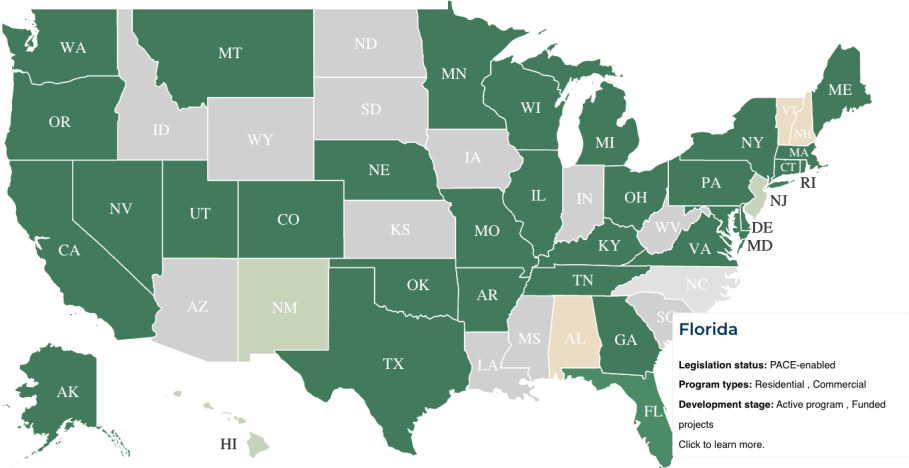 WA
MT
ND
MN
OR
ID
WY
SD
WI
MI
NY
VT
NH
ME
MA
CT
RI
NV
UT
CO
NE
IA
IL
IN
OH
PA
NJ
CA
KS
MO
KY
WV
VA
DE
MD
AZ
NM
OK
AR
TN
NC
TX
LA
MS
AL
GA
SC
FL
AK
HI
Florida
Legislation status: PACE-enabled
Program types: Residential , Commercial
Development stage: Active program , Funded
projects
Click to learn more.